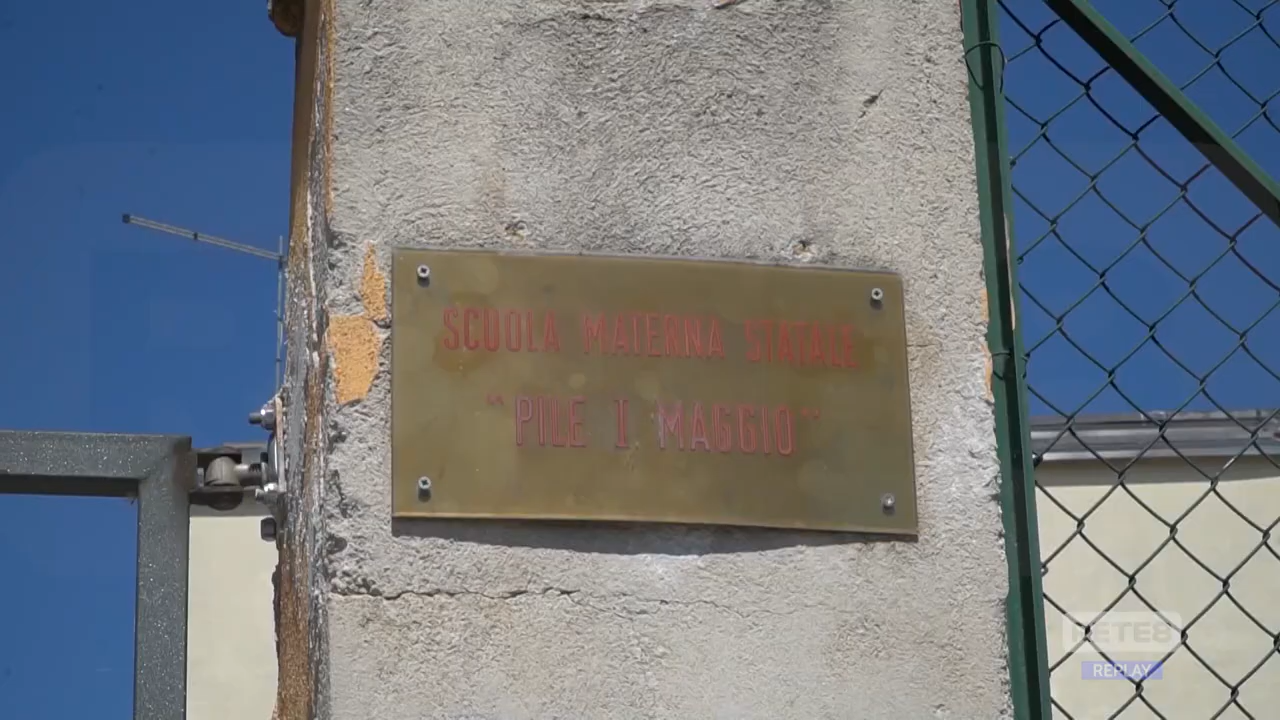 SCUOLA MATERNA STATALE
“PILE I MAGGIO”
RETE8
REPLAY